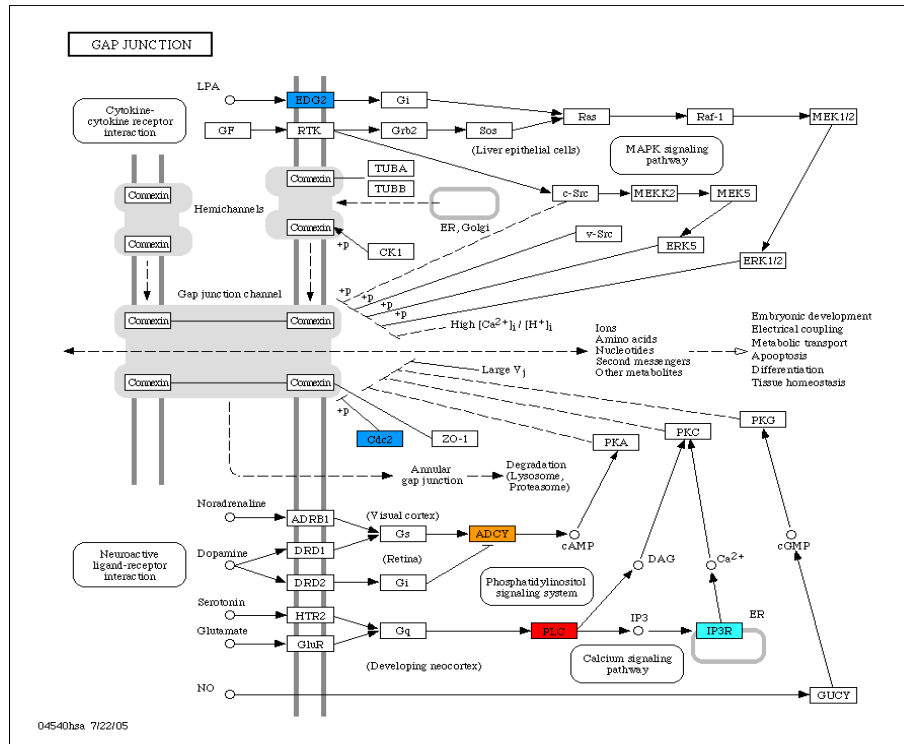 GAP JUNCTION
LPA
EDG2
Gi
Cytokine-
cytokine receptor
interaction
Ras
Raf-1
MEK1/2
GF
RTK
Grb2
Sos
(Liver epithelial cells)
MAPK signaling
pathway
Connexin
TUBA
TUBB
Connexin
Hemichannels
c-Src
MEKK2
MEK5
ER, Golgi
Connexin
Connexin
+p
CK1
v-Src
ERK5
ERK1/2
Gap junction channel
+p
+p
+p
+p
Connexin
Connexin
High [Ca2+]i / [H+]i
Ions
Amino acids
Nucleotides
Second messengers
Other metabolites
Embryonic development
Electrical coupling
Metabolic transport
Apooptosis
Differentiation
Tissue homeostasis
Large Vj
Connexin
Connexin
+p
Cdc2
ZO-1
PKA
PKC
PKG
Annular
gap junction
Degradation
(Lysosome,
Proteasome)
Noradrenaline
ADRB1
(Visual cortex)
Gs
ADCY
cAMP
Dopamine
DRD1
(Retina)
DRD2
Gi
Neuroactive
ligand-receptor
interaction
DAG
Ca2+
cGMP
Phosphatidylinositol
signaling system
Serotonin
HTR2
Glutamate
GluR
Gq
PLC
IP3
IP3R
ER
(Developing neocortex)
Calcium signaling
pathway
NO
GUCY
04540hsa 7/22/05